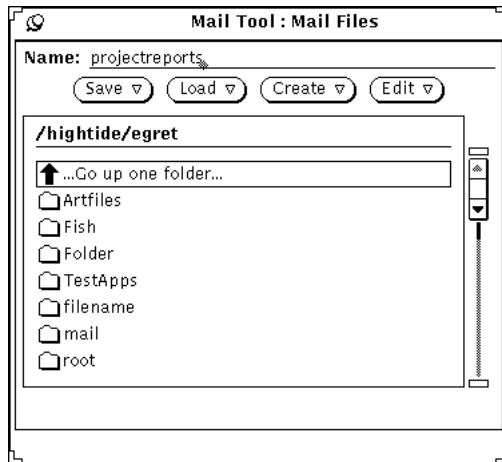 Mail Tool : Mail Files
Name: projectreports
Save Load Create Edit
/hightide/egret
...Go up one folder...
Artfiles
Fish
Folder
TestApps
filename
mail
root